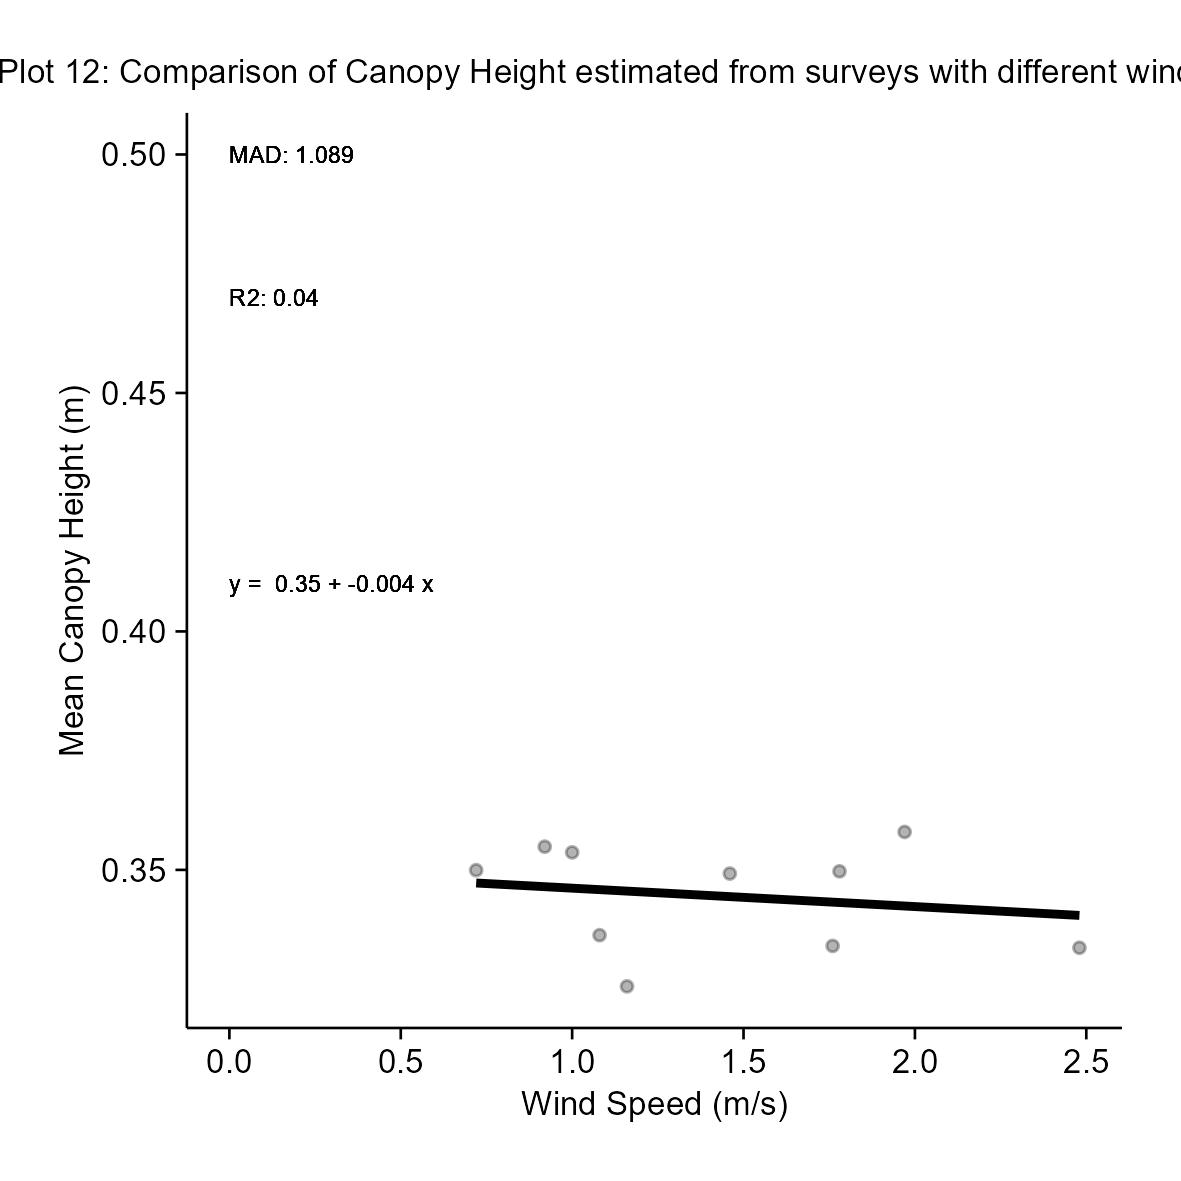 Plot 12: Comparison of Canopy Height estimated from surveys with different
0.50
MAD: 1.089
R2: 0.04
0.45
Mean Canopy Height (m)
y =  0.35 + -0.004 x
0.40
0.35
0.0 0.5 1.0 1.5 2.0 2.5
Wind Speed (m/s)